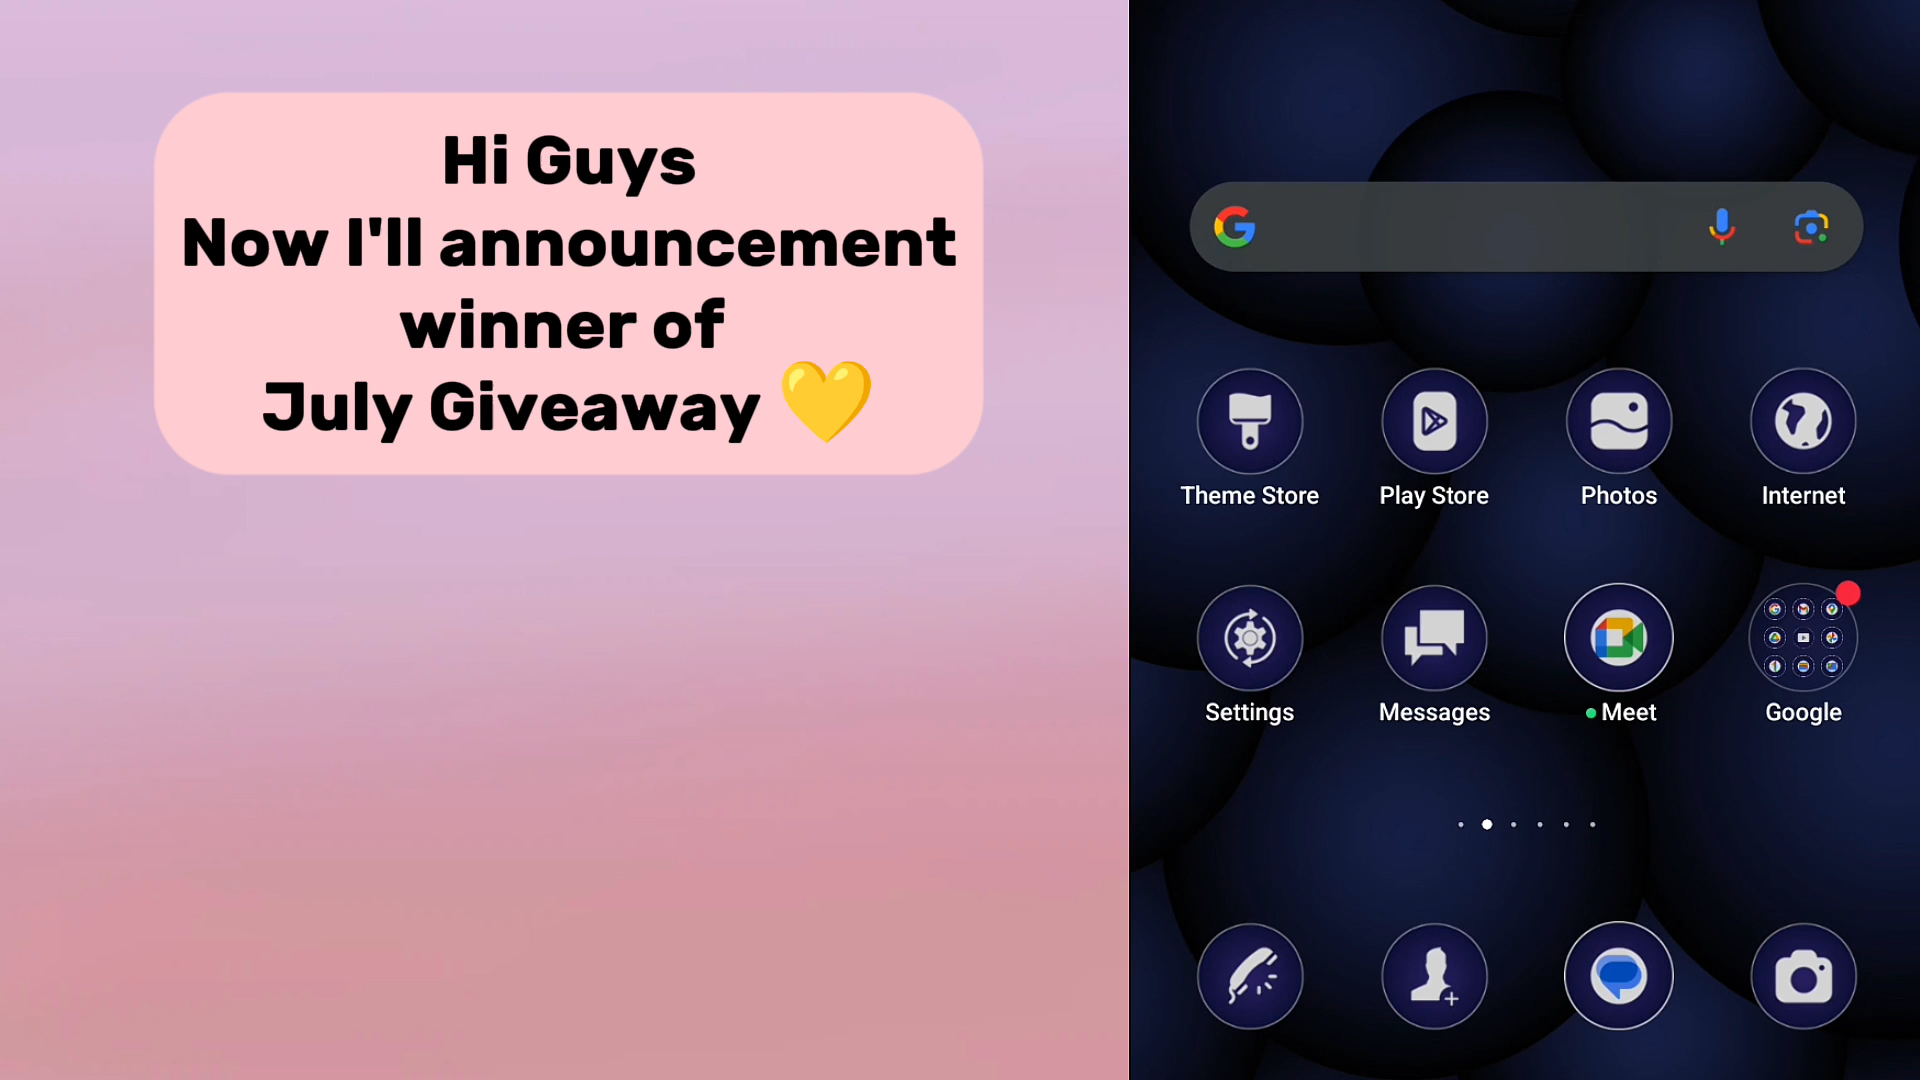 Hi Guys
Now I'll announcement
winner of
July Giveaway 💛
Theme Store
Play Store
Photos
Internet
Settings
Messages
Meet
Google